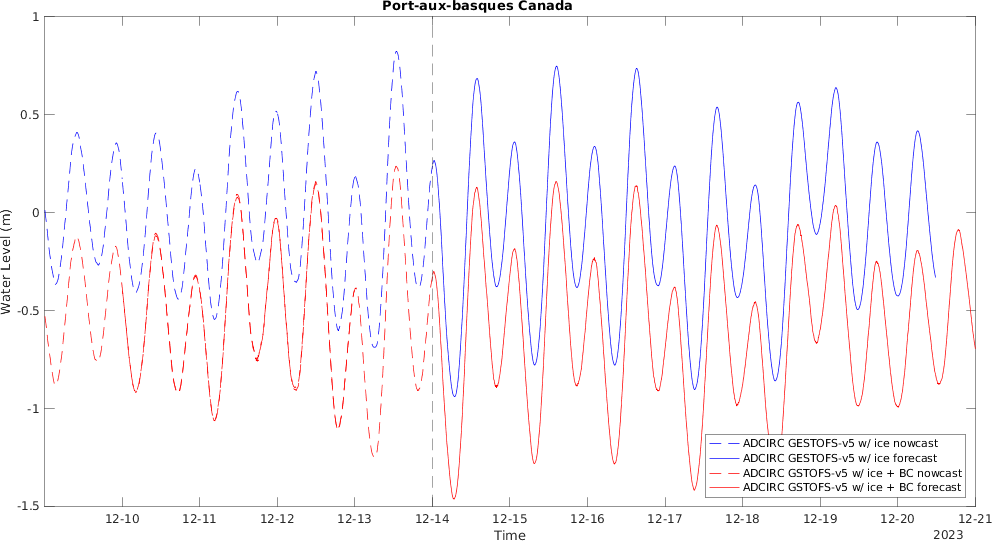 Port-aux-basques Canada
1
0.5
0
-0.5
-1
-1.5
Water Level (m)
ADCIRC GESTOFS-v5 w/ ice nowcast
ADCIRC GESTOFS-v5 w/ ice forecast
ADCIRC GSTOFS-v5 w/ ice + BC nowcast
ADCIRC GSTOFS-v5 w/ ice + BC forecast
12-10 12-11 12-12 12-13 12-14 12-15 12-16 12-17 12-18 12-19 12-20 12-21
Time
2023